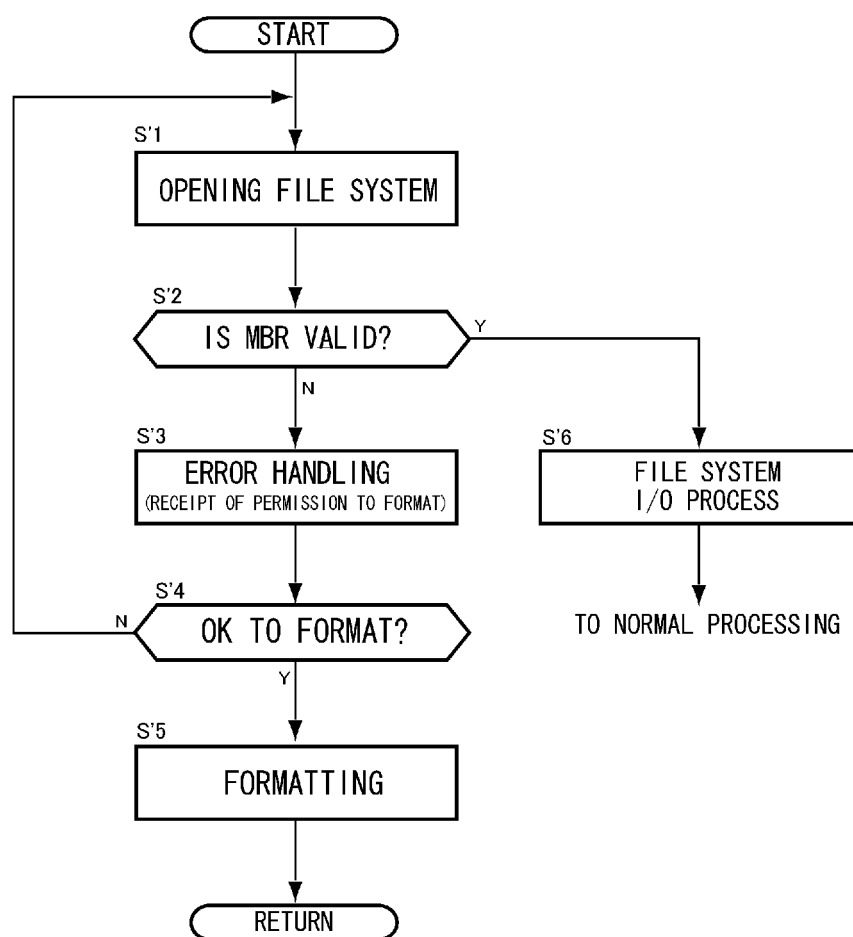 START
S'1
OPENING FILE SYSTEM
S'2
IS MBR VALID?
Y
N
S'3
ERROR HANDLING
(RECEIPT OF PERMISSION TO FORMAT)
S'6
FILE SYSTEM
I/O PROCESS
S'4
N
OK TO FORMAT?
TO NORMAL PROCESSING
Y
S'5
FORMATTING
RETURN